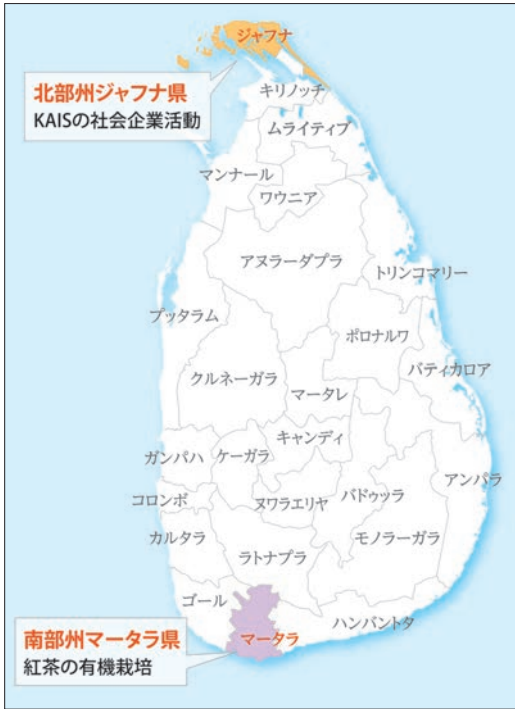 ジャフナ
北部州ジャフナ県
KAISの社会企業活動
キリノッチ
ムライティブ
マンナール
ワウニア
アヌラーダプラ
トリンコマリー
プッタラム
ポロナルワ
バティカロア
クルネーガラ
マータレ
キャンディ
ガンパハ
ケーガラ
アンパラ
コロンボ
ヌワラエリヤ
バドゥッラ
カルタラ
モノラーガラ
ラトナプラ
ゴール
ハンバントタ
南部州マータラ県
紅茶の有機栽培
マータラ